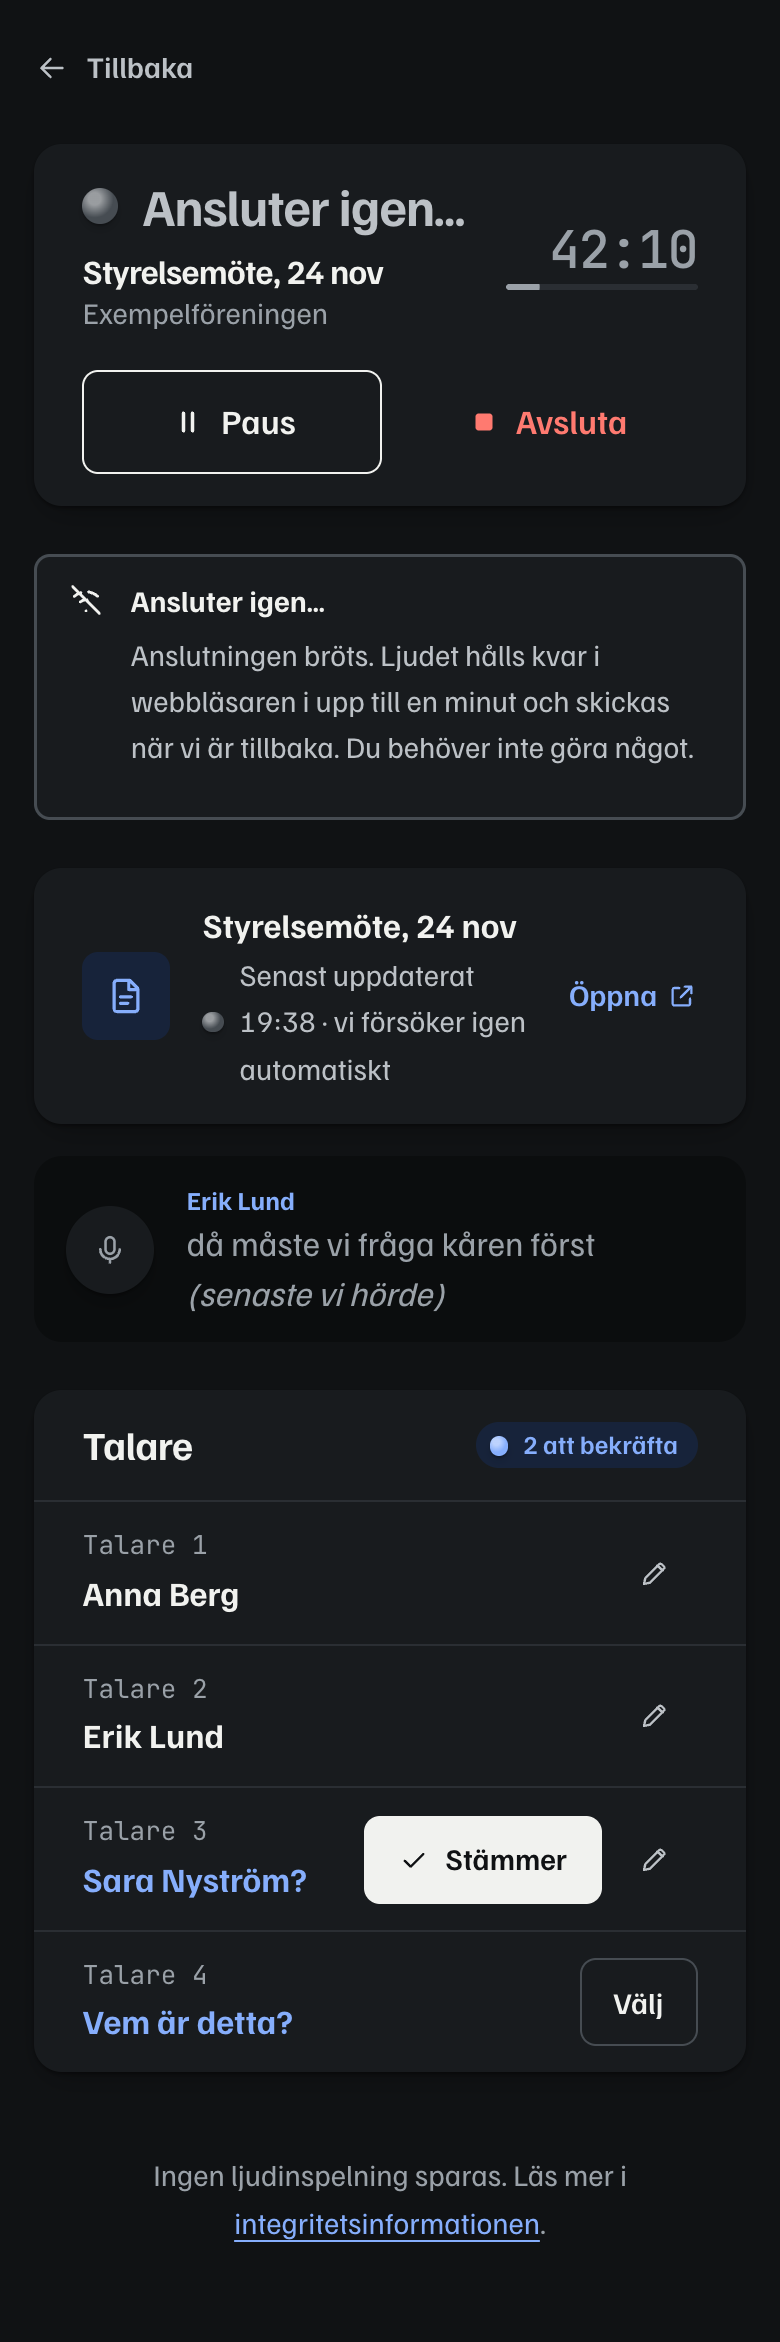 Tillbaka
Ansluter igen...
Styrelsemöte, 24 nov
Exempelföreningen
42:10
Paus
Avsluta
Ansluter igen...
Anslutningen bröts. Ljudet hålls kvar i
webbläsaren i upp till en minut och skickas
när vi är tillbaka. Du behöver inte göra något.
Styrelsemöte, 24 nov
Senast uppdaterat
19:38 · vi försöker igen
automatiskt
Öppna
Erik Lund
då måste vi fråga kåren först
(senaste vi hörde)
Talare
2 att bekräfta
Talare 1
Anna Berg
Talare 2
Erik Lund
Talare 3
Sara Nyström?
Stämmer
Talare 4
Vem är detta?
Välj
Ingen ljudinspelning sparas. Läs mer i
integritetsinformationen.